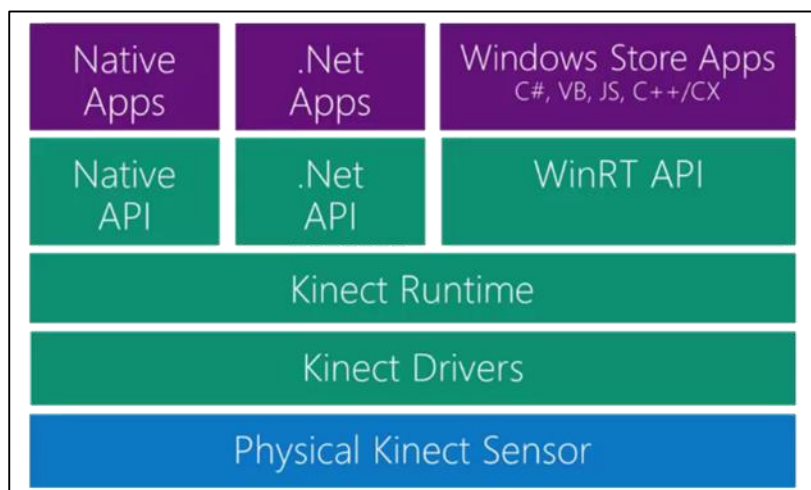 Native
Apps
.Net
Apps
Windows Store Apps
C#, VB, JS, C++/CX
Native
API
.Net
API
WinRT API
Kinect Runtime
Kinect Drivers
Physical Kinect Sensor